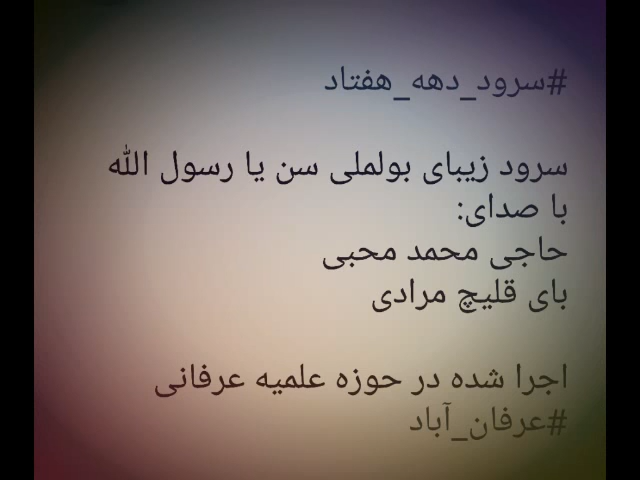 #سرود_دهه_هفتاد
سرود زیبای بولملی سن یا رسول الله
با صدای:
حاجی محمد محبی
بای قلیچ مرادی
اجرا شده در حوزه علمیه عرفانی
#عرفان_آباد